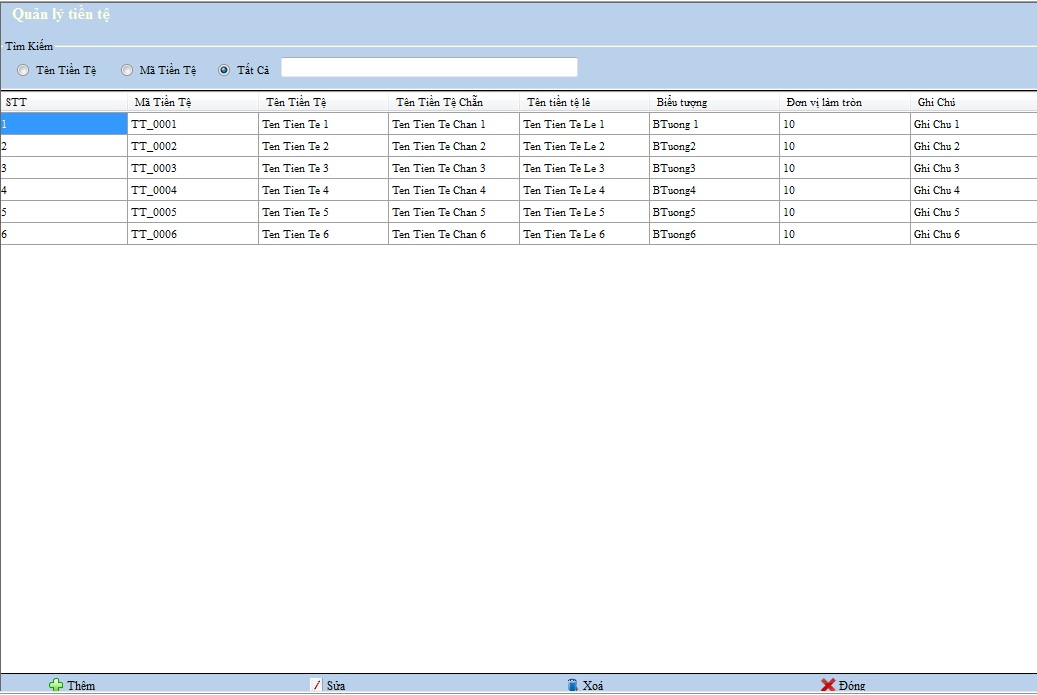 Quản lý tiền tệ
Tìm Kiếm
Tên Tiền Tệ Mã Tiền Tệ Tất Cả
STT Mã Tiền Tệ Tên Tiền Tệ Tên Tiền Tệ Chẵn Tên tiền tệ lẻ Biểu tượng Đơn vị làm tròn Ghi Chú
1 TT_0001 Ten Tien Te 1 Ten Tien Te Chan 1 Ten Tien Te Le 1 BTuong 1 10 Ghi Chu 1
2 TT_0002 Ten Tien Te 2 Ten Tien Te Chan 2 Ten Tien Te Le 2 BTuong2 10 Ghi Chu 2
3 TT_0003 Ten Tien Te 3 Ten Tien Te Chan 3 Ten Tien Te Le 3 BTuong3 10 Ghi Chu 3
4 TT_0004 Ten Tien Te 4 Ten Tien Te Chan 4 Ten Tien Te Le 4 BTuong4 10 Ghi Chu 4
5 TT_0005 Ten Tien Te 5 Ten Tien Te Chan 5 Ten Tien Te Le 5 BTuong5 10 Ghi Chu 5
6 TT_0006 Ten Tien Te 6 Ten Tien Te Chan 6 Ten Tien Te Le 6 BTuong6 10 Ghi Chu 6
Thêm Sửa Xoá Đóng